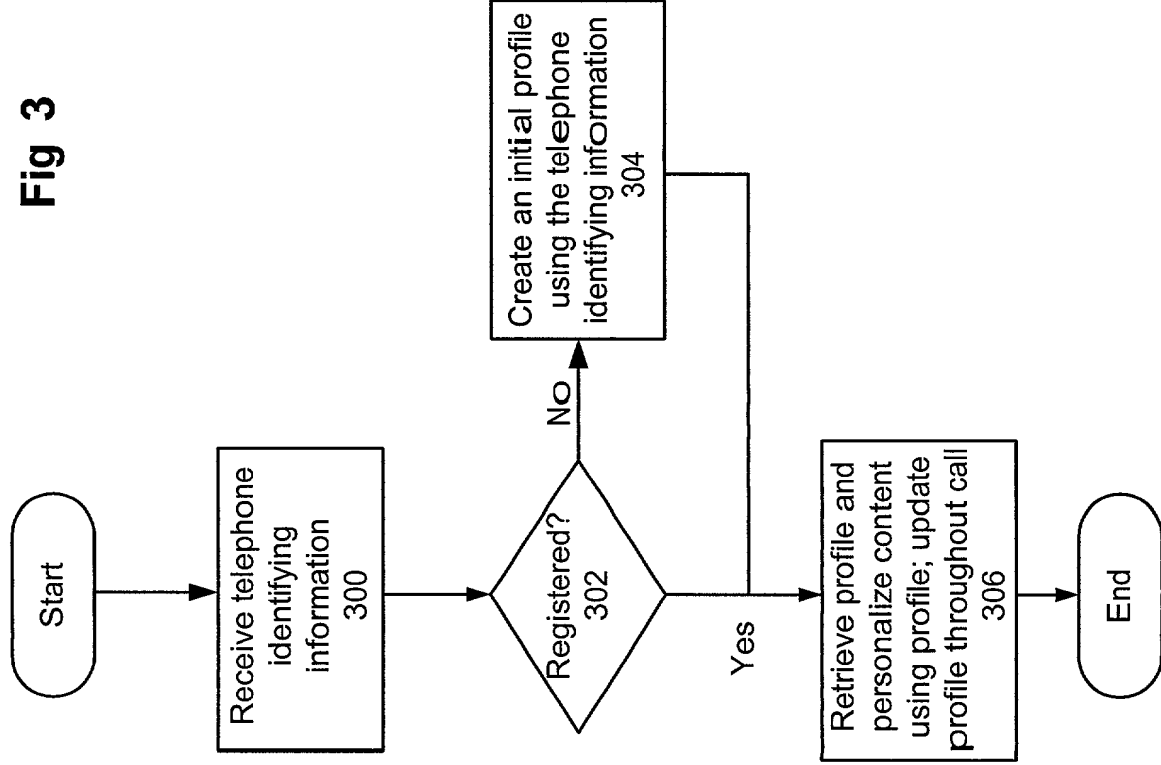 Fig 3
Start
Receive telephone
identifying
information
300
Registered?
302
No
Create an initial profile
using the telephone
identifying information
304
Yes
Retrieve profile and
personalize content
using profile; update
profile throughout call
306
End